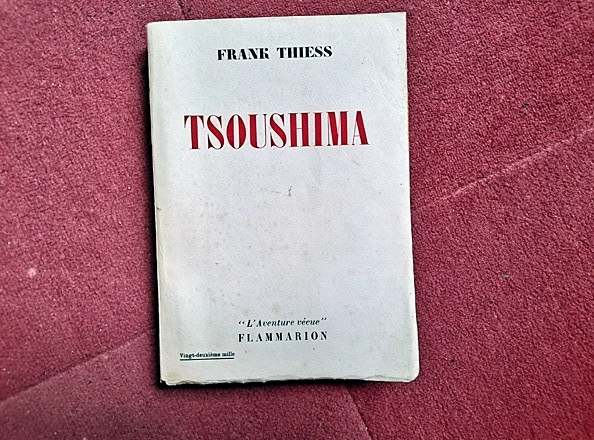 FRANK THIESS
TSOUSHIMA
“L'Aventure vécue”
FLAMMARION
Vingt-deuxième mille